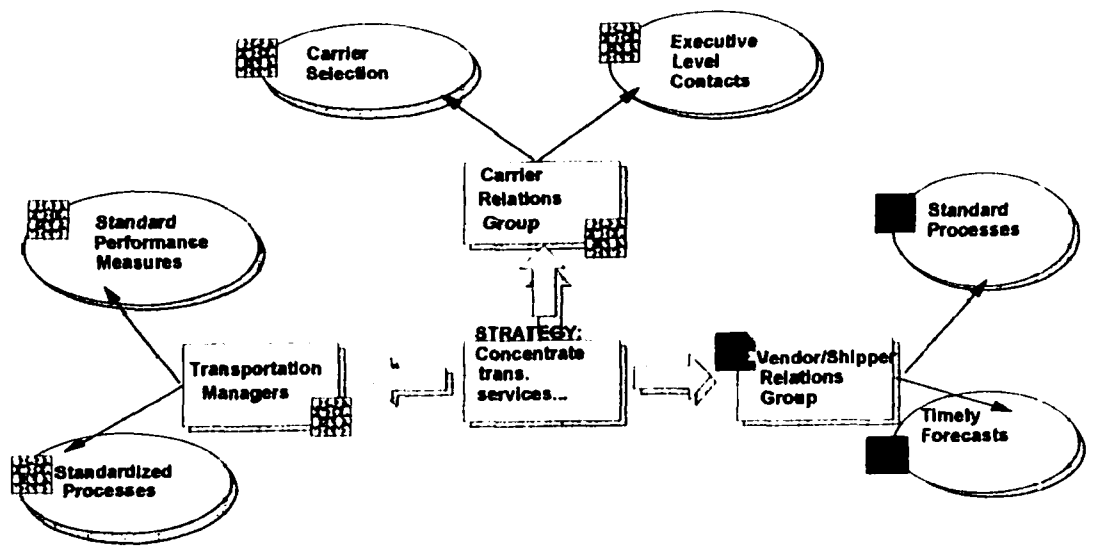 Carrier
Selection
Executive
Level
Contacts
Carrier
Relations
Group
Standard
Performance
Measures
Standard
Processes
STRATEGY:
Concentrate
trans.
services...
Transportation
Managers
Vendor/Shipper
Relations
Group
Timely
Forecasts
Standardized
Processes